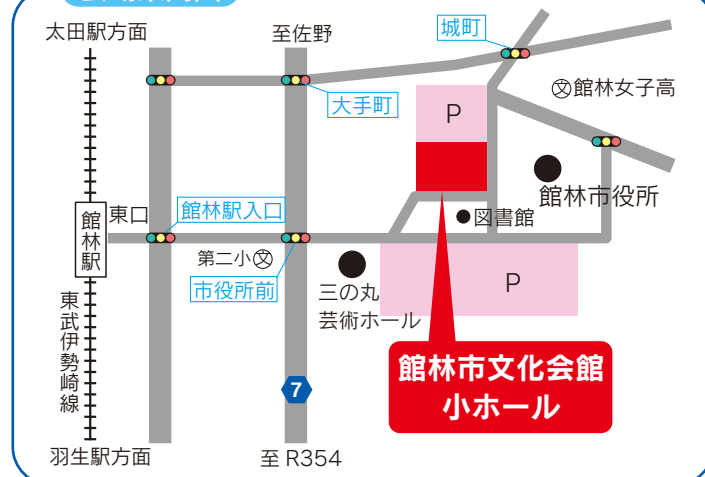 太田駅方面
至佐野
城町
大手町
P
㊛館林女子高
館林市役所
東口
館林駅入口
図書館
館林駅
第二小㊛
市役所前
三の丸
芸術ホール
P
東武伊勢崎線
館林市文化会館
小ホール
7
羽生駅方面
至 R354